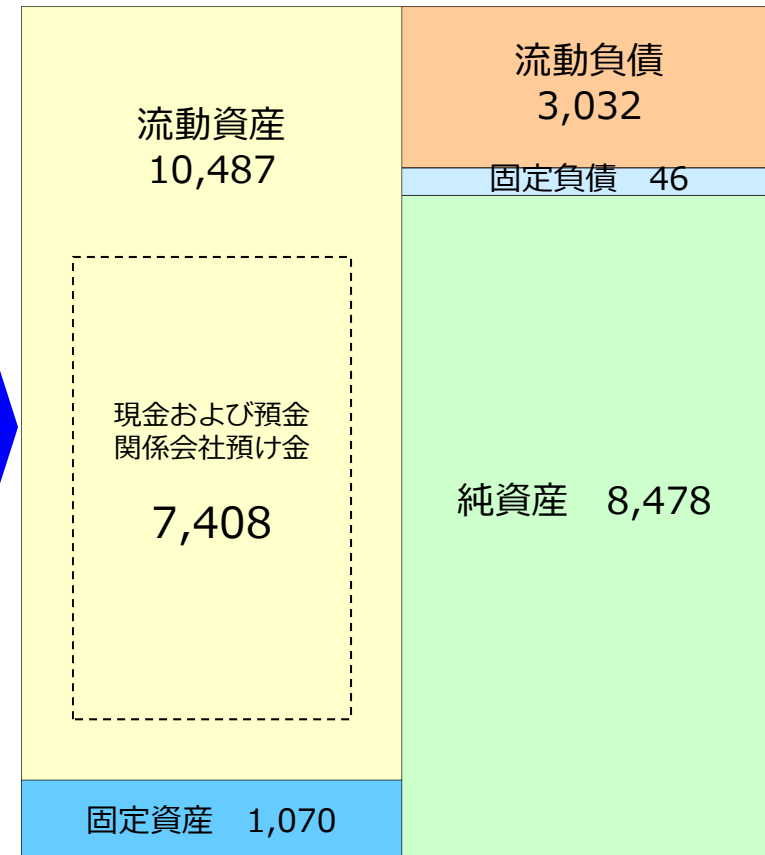 流動資産
10,487
現金および預金
関係会社預け金
7,408
固定資産　1,070
流動負債
3,032
固定負債　46
純資産　8,478